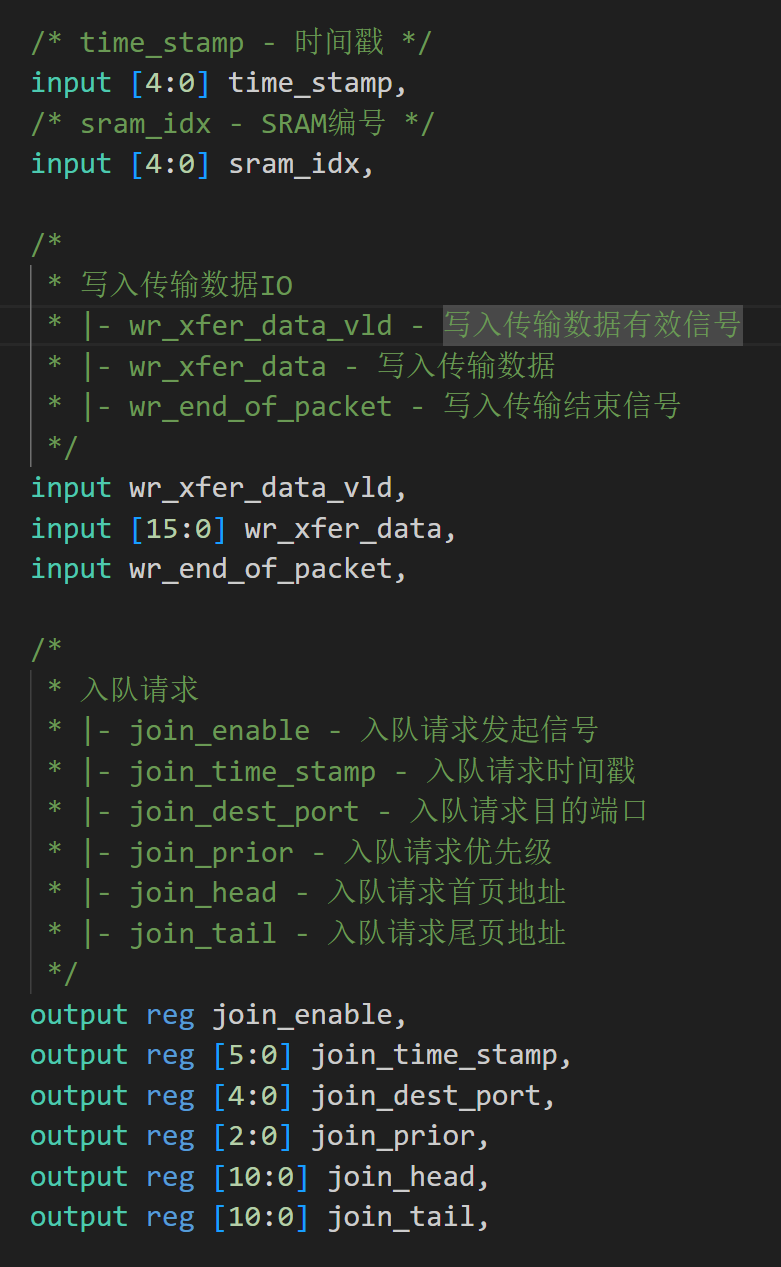 /* time_stamp - 时间戳 */
input [4:0] time_stamp,
/* sram_idx - SRAM编号 */
input [4:0] sram_idx,
/*
* 写入传输数据IO
* |- wr_xfer_data_vld - 写入传输数据有效信号
* |- wr_xfer_data - 写入传输数据
* |- wr_end_of_packet - 写入传输结束信号
*/
input wr_xfer_data_vld,
input [15:0] wr_xfer_data,
input wr_end_of_packet,
/*
* 入队请求
* |- join_enable - 入队请求发起信号
* |- join_time_stamp - 入队请求时间戳
* |- join_dest_port - 入队请求目的端口
* |- join_prior - 入队请求优先级
* |- join_head - 入队请求首页地址
* |- join_tail - 入队请求尾页地址
*/
output reg join_enable,
output reg [5:0] join_time_stamp,
output reg [4:0] join_dest_port,
output reg [2:0] join_prior,
output reg [10:0] join_head,
output reg [10:0] join_tail,